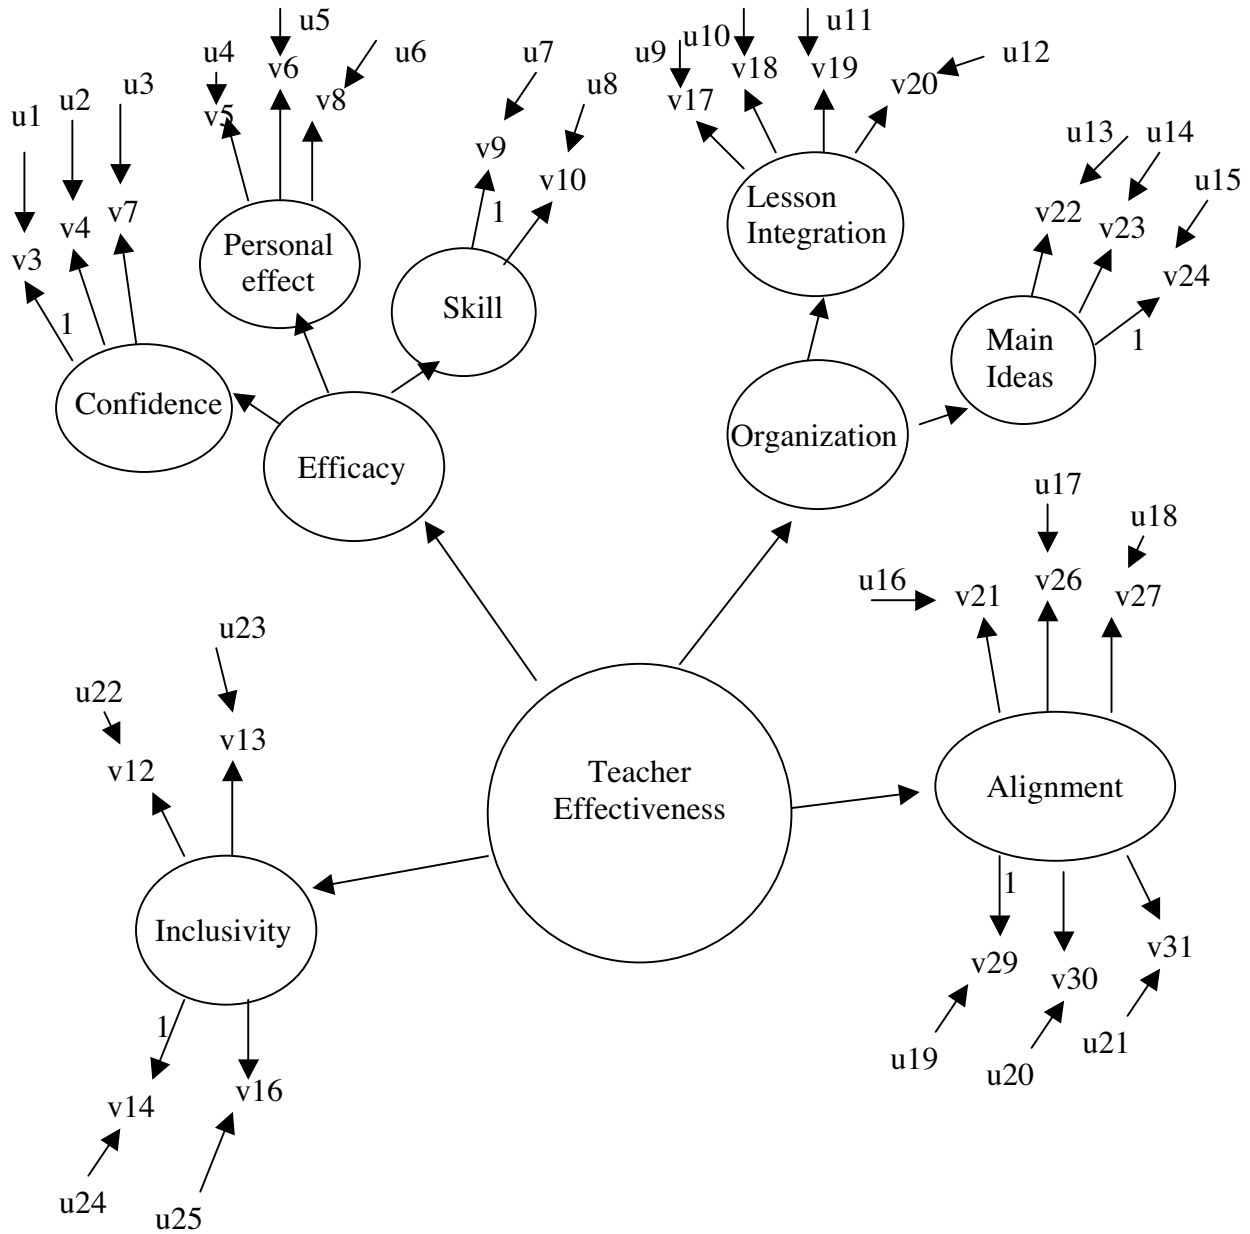 u5
u11
u4
u6
u7
u9
u10
u12
v6
v18
v19
u3
u2
u1
v5
v8
u8
v17
v20
u13
u14
v9
v10
u15
v3
v4
v7
1
Personal
effect
Lesson
Integration
v22
v23
v24
1
Skill
Main
Ideas
1
Confidence
Efficacy
Organization
u17
u18
u16
v21
v26
v27
u23
u22
v13
v12
Teacher
Effectiveness
Alignment
1
Inclusivity
v29
v30
v31
1
u19
u20
u21
v14
v16
u24
u25